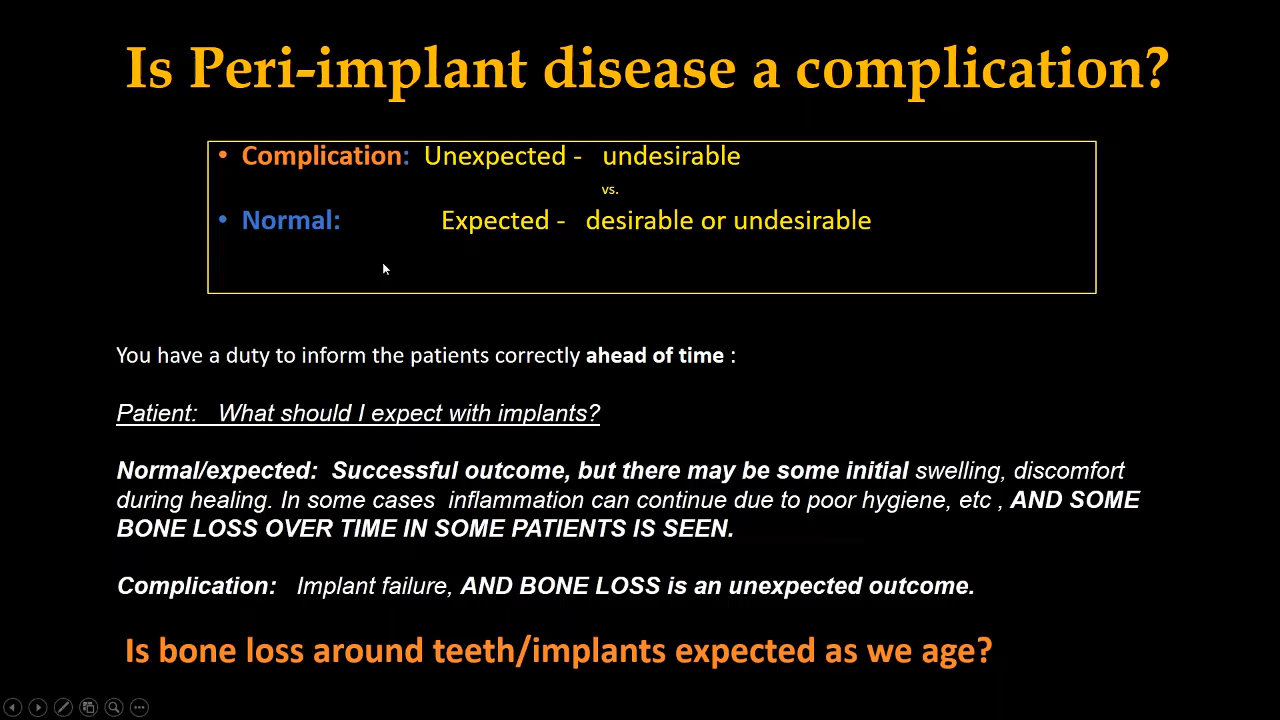 Is Peri-implant disease a complication?
• Complication: Unexpected - undesirable
vs.
• Normal: Expected - desirable or undesirable
You have a duty to inform the patients correctly ahead of time :
Patient: What should I expect with implants?
Normal/expected: Successful outcome, but there may be some initial swelling, discomfort
during healing. In some cases inflammation can continue due to poor hygiene, etc , AND SOME
BONE LOSS OVER TIME IN SOME PATIENTS IS SEEN.
Complication: Implant failure, AND BONE LOSS is an unexpected outcome.
Is bone loss around teeth/implants expected as we age?